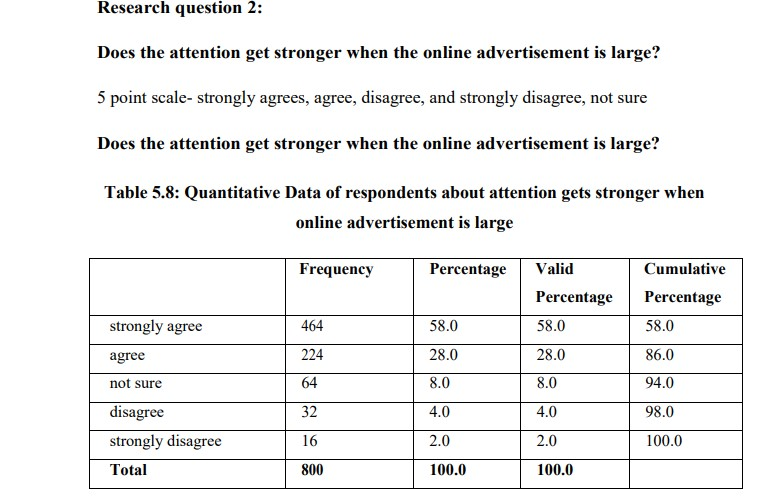 Research question 2:
Does the attention get stronger when the online advertisement is large?
5 point scale- strongly agrees, agree, disagree, and strongly disagree, not sure
Does the attention get stronger when the online advertisement is large?
Table 5.8: Quantitative Data of respondents about attention gets stronger when
online advertisement is large
Frequency Percentage Valid Percentage Cumulative Percentage
strongly agree 464 58.0 58.0 58.0
agree 224 28.0 28.0 86.0
not sure 64 8.0 8.0 94.0
disagree 32 4.0 4.0 98.0
strongly disagree 16 2.0 2.0 100.0
Total 800 100.0 100.0